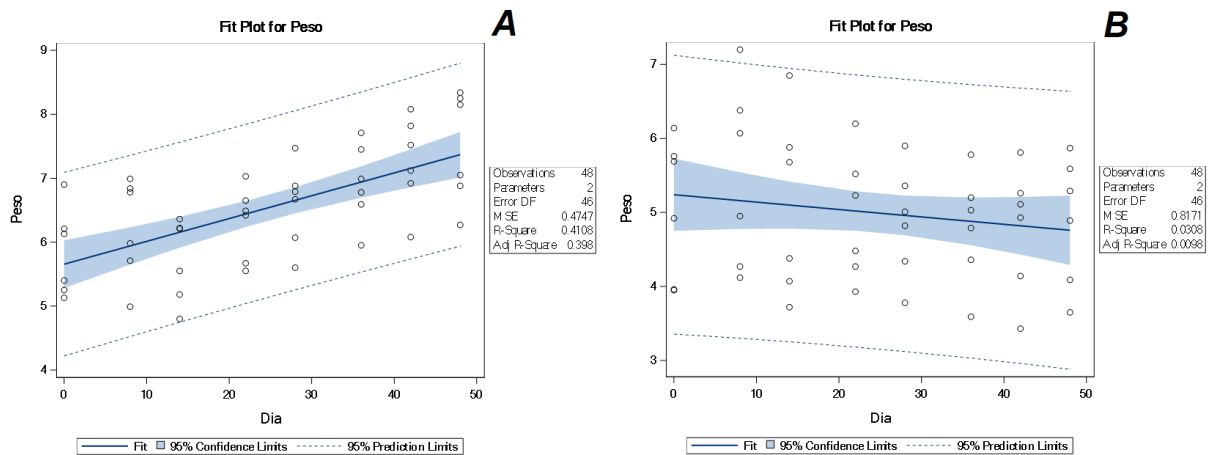 Fit Plot for Peso
A
9
8
7
6
5
4
Peso
0
10
20
30
40
50
Dia
Observations 48
Parameters 2
Error DF 46
MSE 0.4747
R-Square 0.4108
Adj R-Square 0.398
Fit 95% Confidence Limits 95% Prediction Limits
Fit Plot for Peso
B
7
6
5
4
3
Peso
0
10
20
30
40
50
Dia
Observations 48
Parameters 2
Error DF 46
MSE 0.8171
R-Square 0.0308
Adj R-Square 0.0098
Fit 95% Confidence Limits 95% Prediction Limits